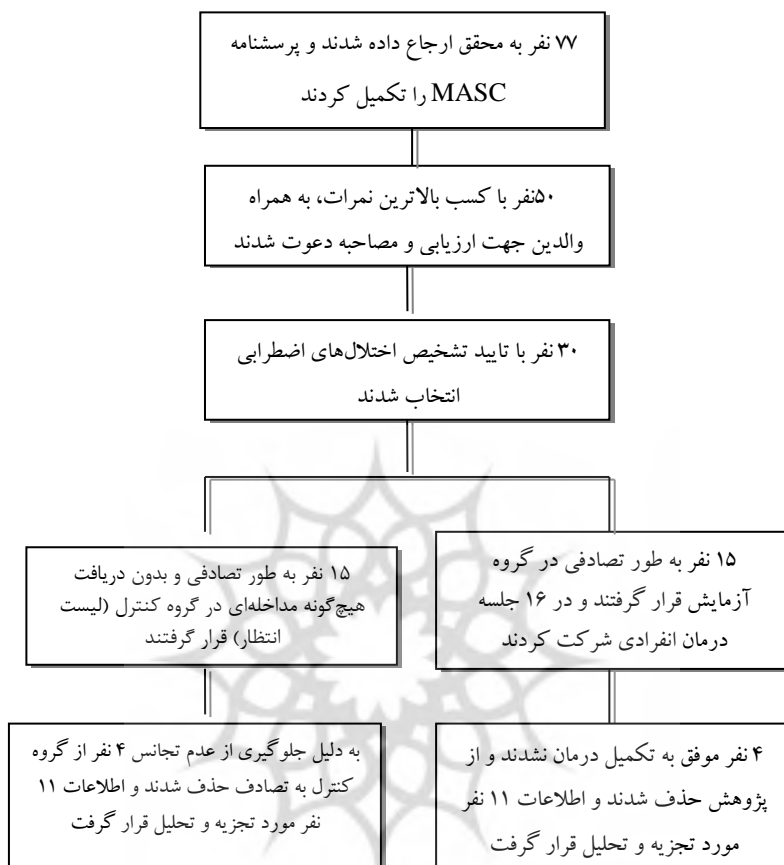 ۷۷ نفر به محقق ارجاع داده شدند و پرسشنامه
MASC را تکمیل کردند
۵۰نفر با کسب بالاترین نمرات، به همراه
والدین جهت ارزیابی و مصاحبه دعوت شدند
۳۰ نفر با تایید تشخیص اختلال‌های اضطرابی
انتخاب شدند
۱۵ نفر به طور تصادفی در گروه
آزمایش قرار گرفتند و در ۱۶ جلسه
درمان انفرادی شرکت کردند
۱۵ نفر به طور تصادفی و بدون دریافت
هیچ‌گونه مداخله‌ای در گروه کنترل (لیست
انتظار) قرار گرفتند
۴ نفر موفق به تکمیل درمان نشدند و از
پژوهش حذف شدند و اطلاعات ۱۱ نفر
مورد تجزیه و تحلیل قرار گرفت
به دلیل جلوگیری از عدم تجانس ۴ نفر از گروه
کنترل به تصادف حذف شدند و اطلاعات ۱۱
نفر مورد تجزیه و تحلیل قرار گرفت